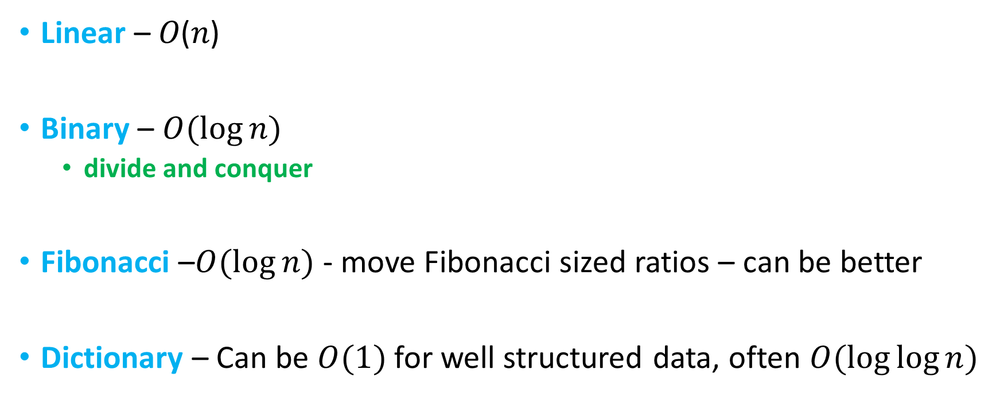 • Linear – O(n)
• Binary – O(log n)
• divide and conquer
• Fibonacci –O(log n) - move Fibonacci sized ratios – can be better
• Dictionary – Can be O(1) for well structured data, often O(log log n)